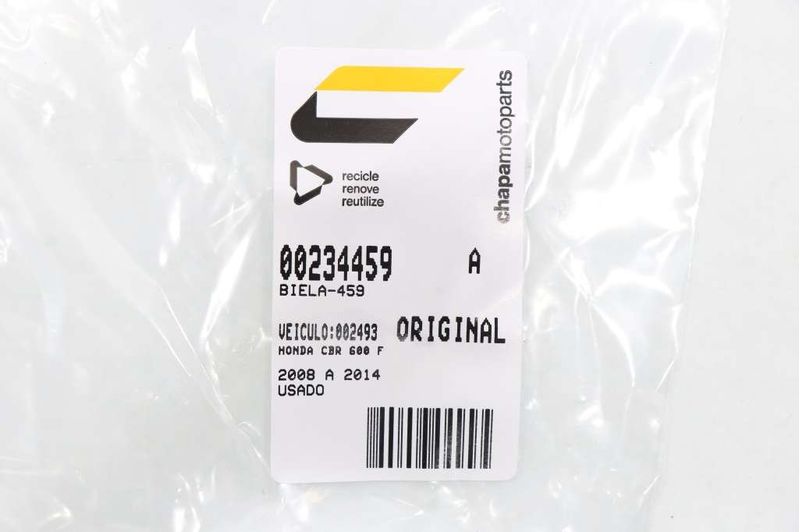 chapamotoparts
recicle
renove
reutilize
00234459 A
BIELA-459
VEICULO:002493 ORIGINAL
HONDA CBR 600 F
2008 A 2014
USADO